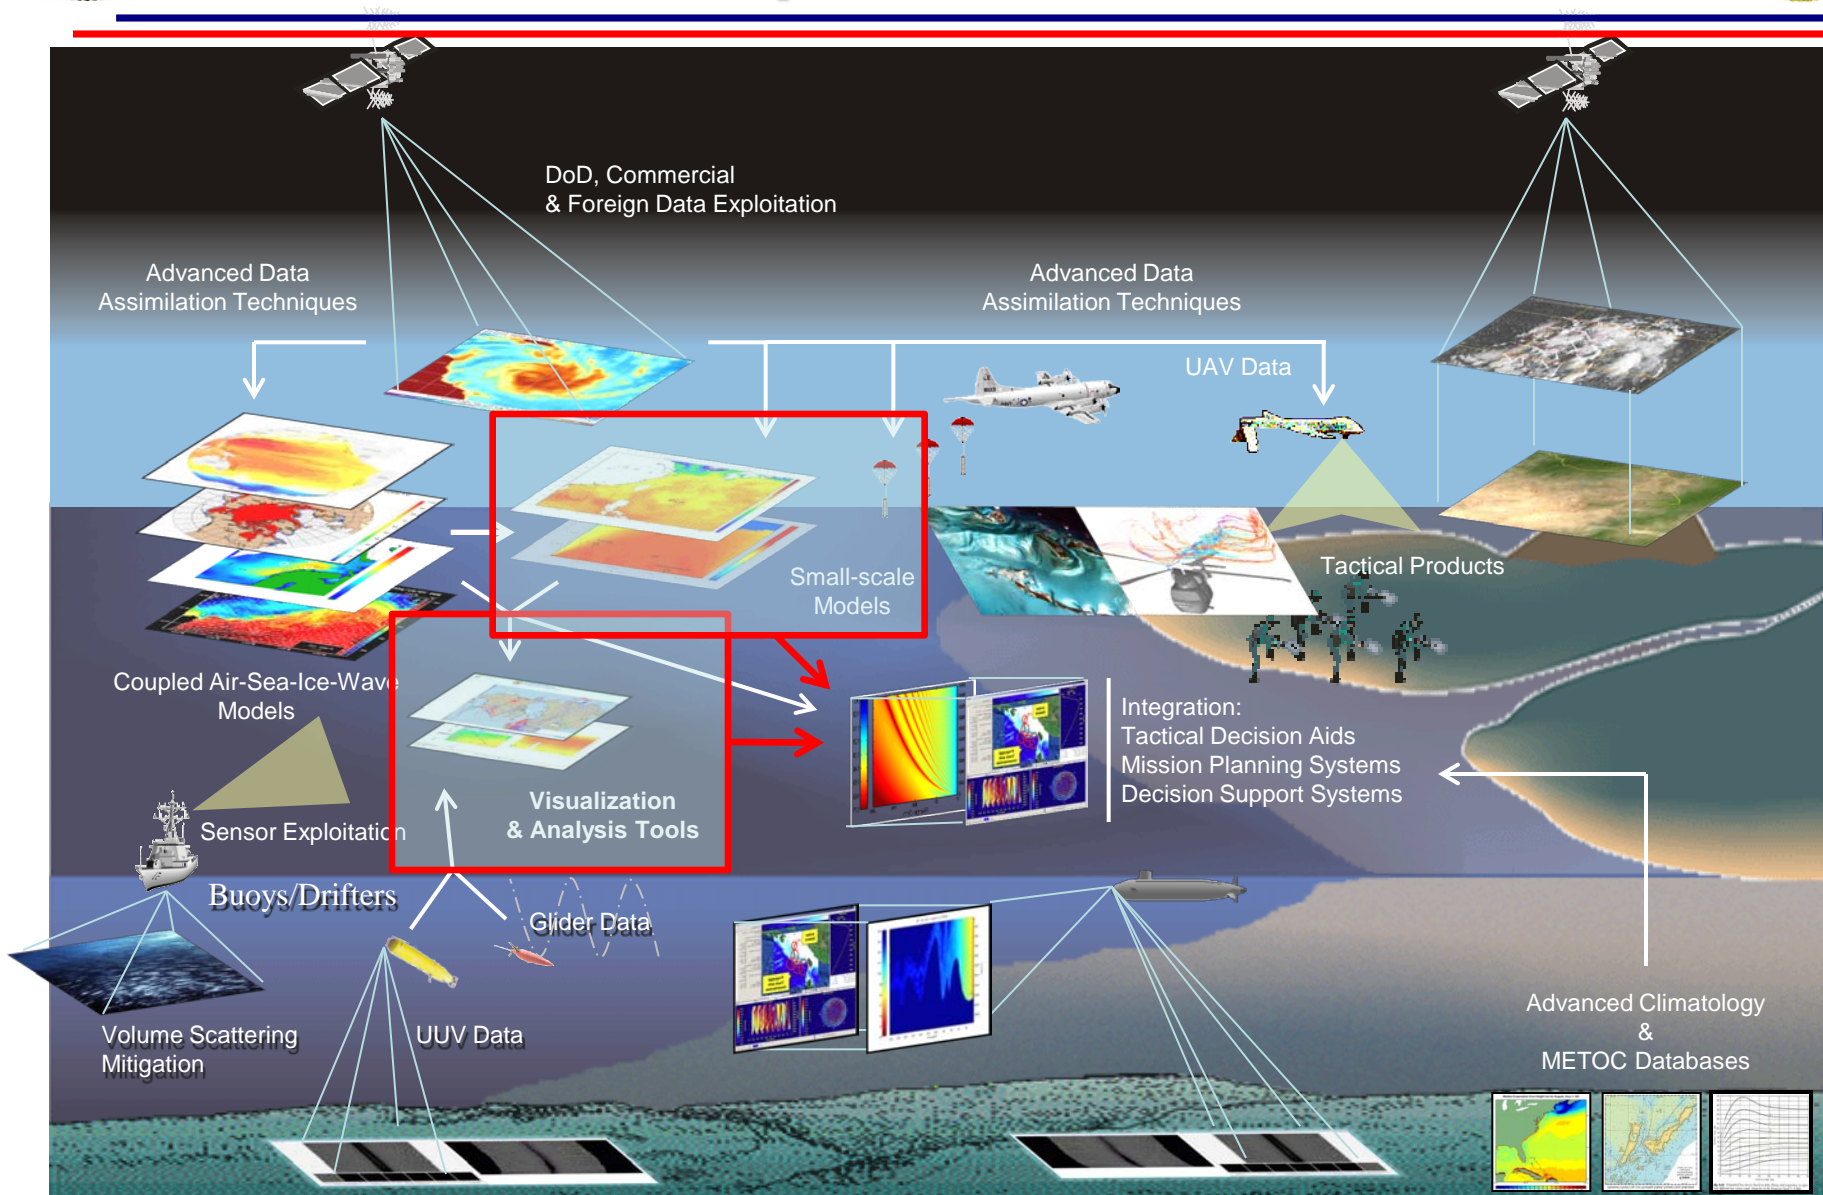 DoD, Commercial
& Foreign Data Exploitation
Advanced Data
Assimilation Techniques
Advanced Data
Assimilation Techniques
UAV Data
Small-scale
Models
Tactical Products
Coupled Air-Sea-Ice-Wave
Models
Integration:
Tactical Decision Aids
Mission Planning Systems
Decision Support Systems
Visualization
& Analysis Tools
Sensor Exploitation
Buoys/Drifters
Glider Data
Volume Scattering
Mitigation
UUV Data
Advanced Climatology
&
METOC Databases